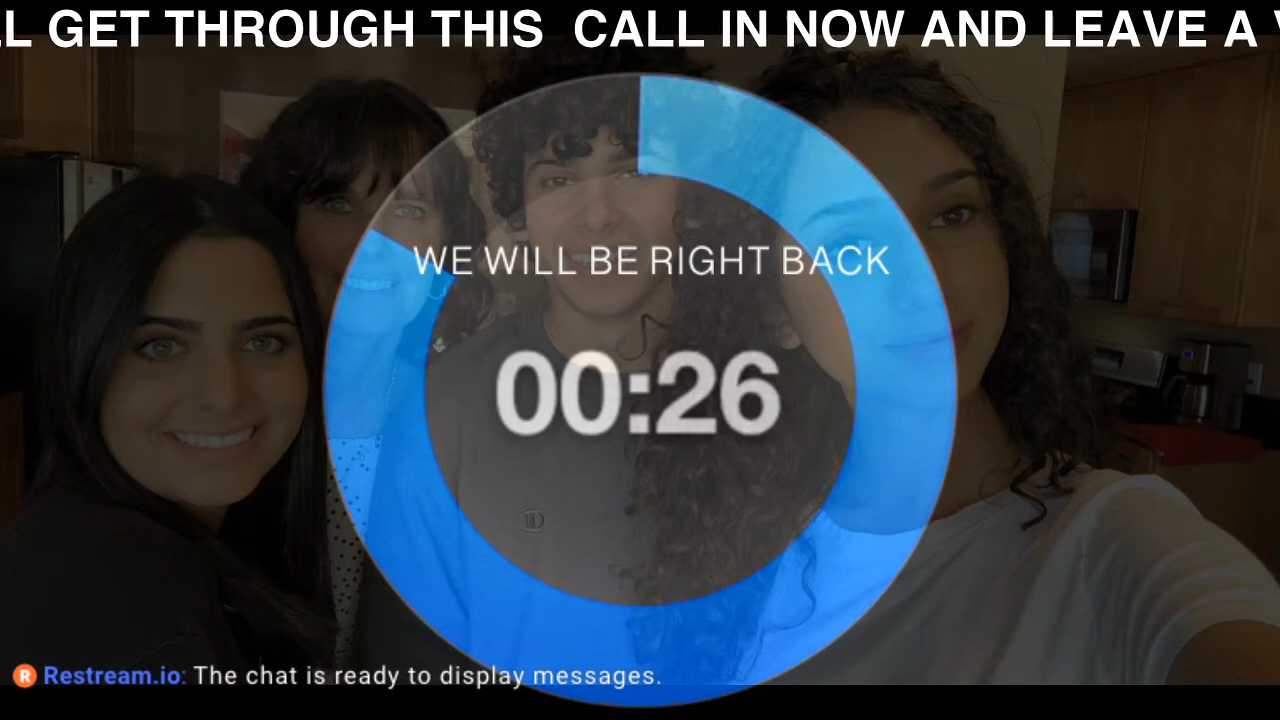 LL GET THROUGH THIS  CALL IN NOW AND LEAVE A
WE WILL BE RIGHT BACK
00:26
R Restream.io: The chat is ready to display messages.